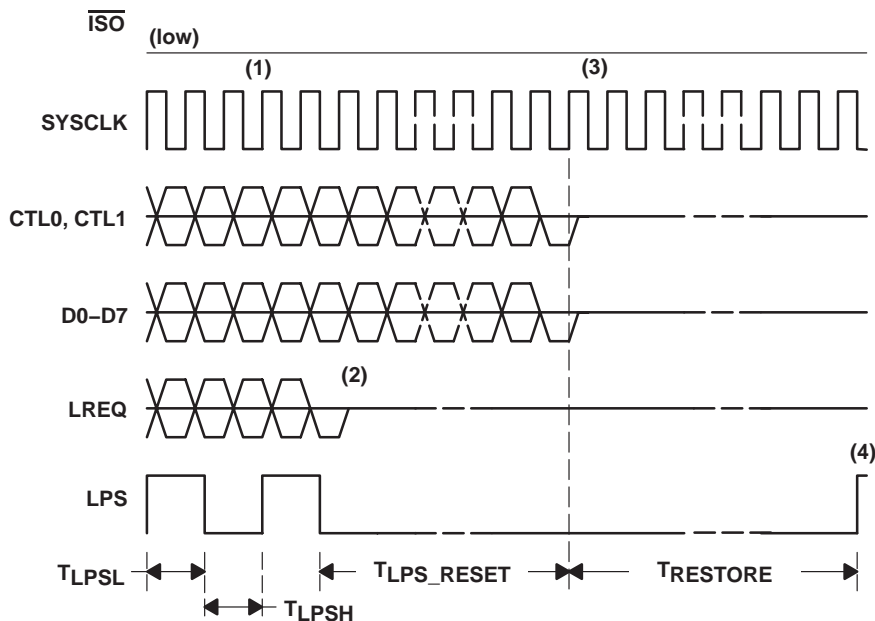 ISO
(low)
(1) (3)
SYSCLK
CTL0, CTL1
D0–D7
(2)
LREQ
(4)
LPS
TLPSL TLPS_RESET TRESTORE
TLPSH